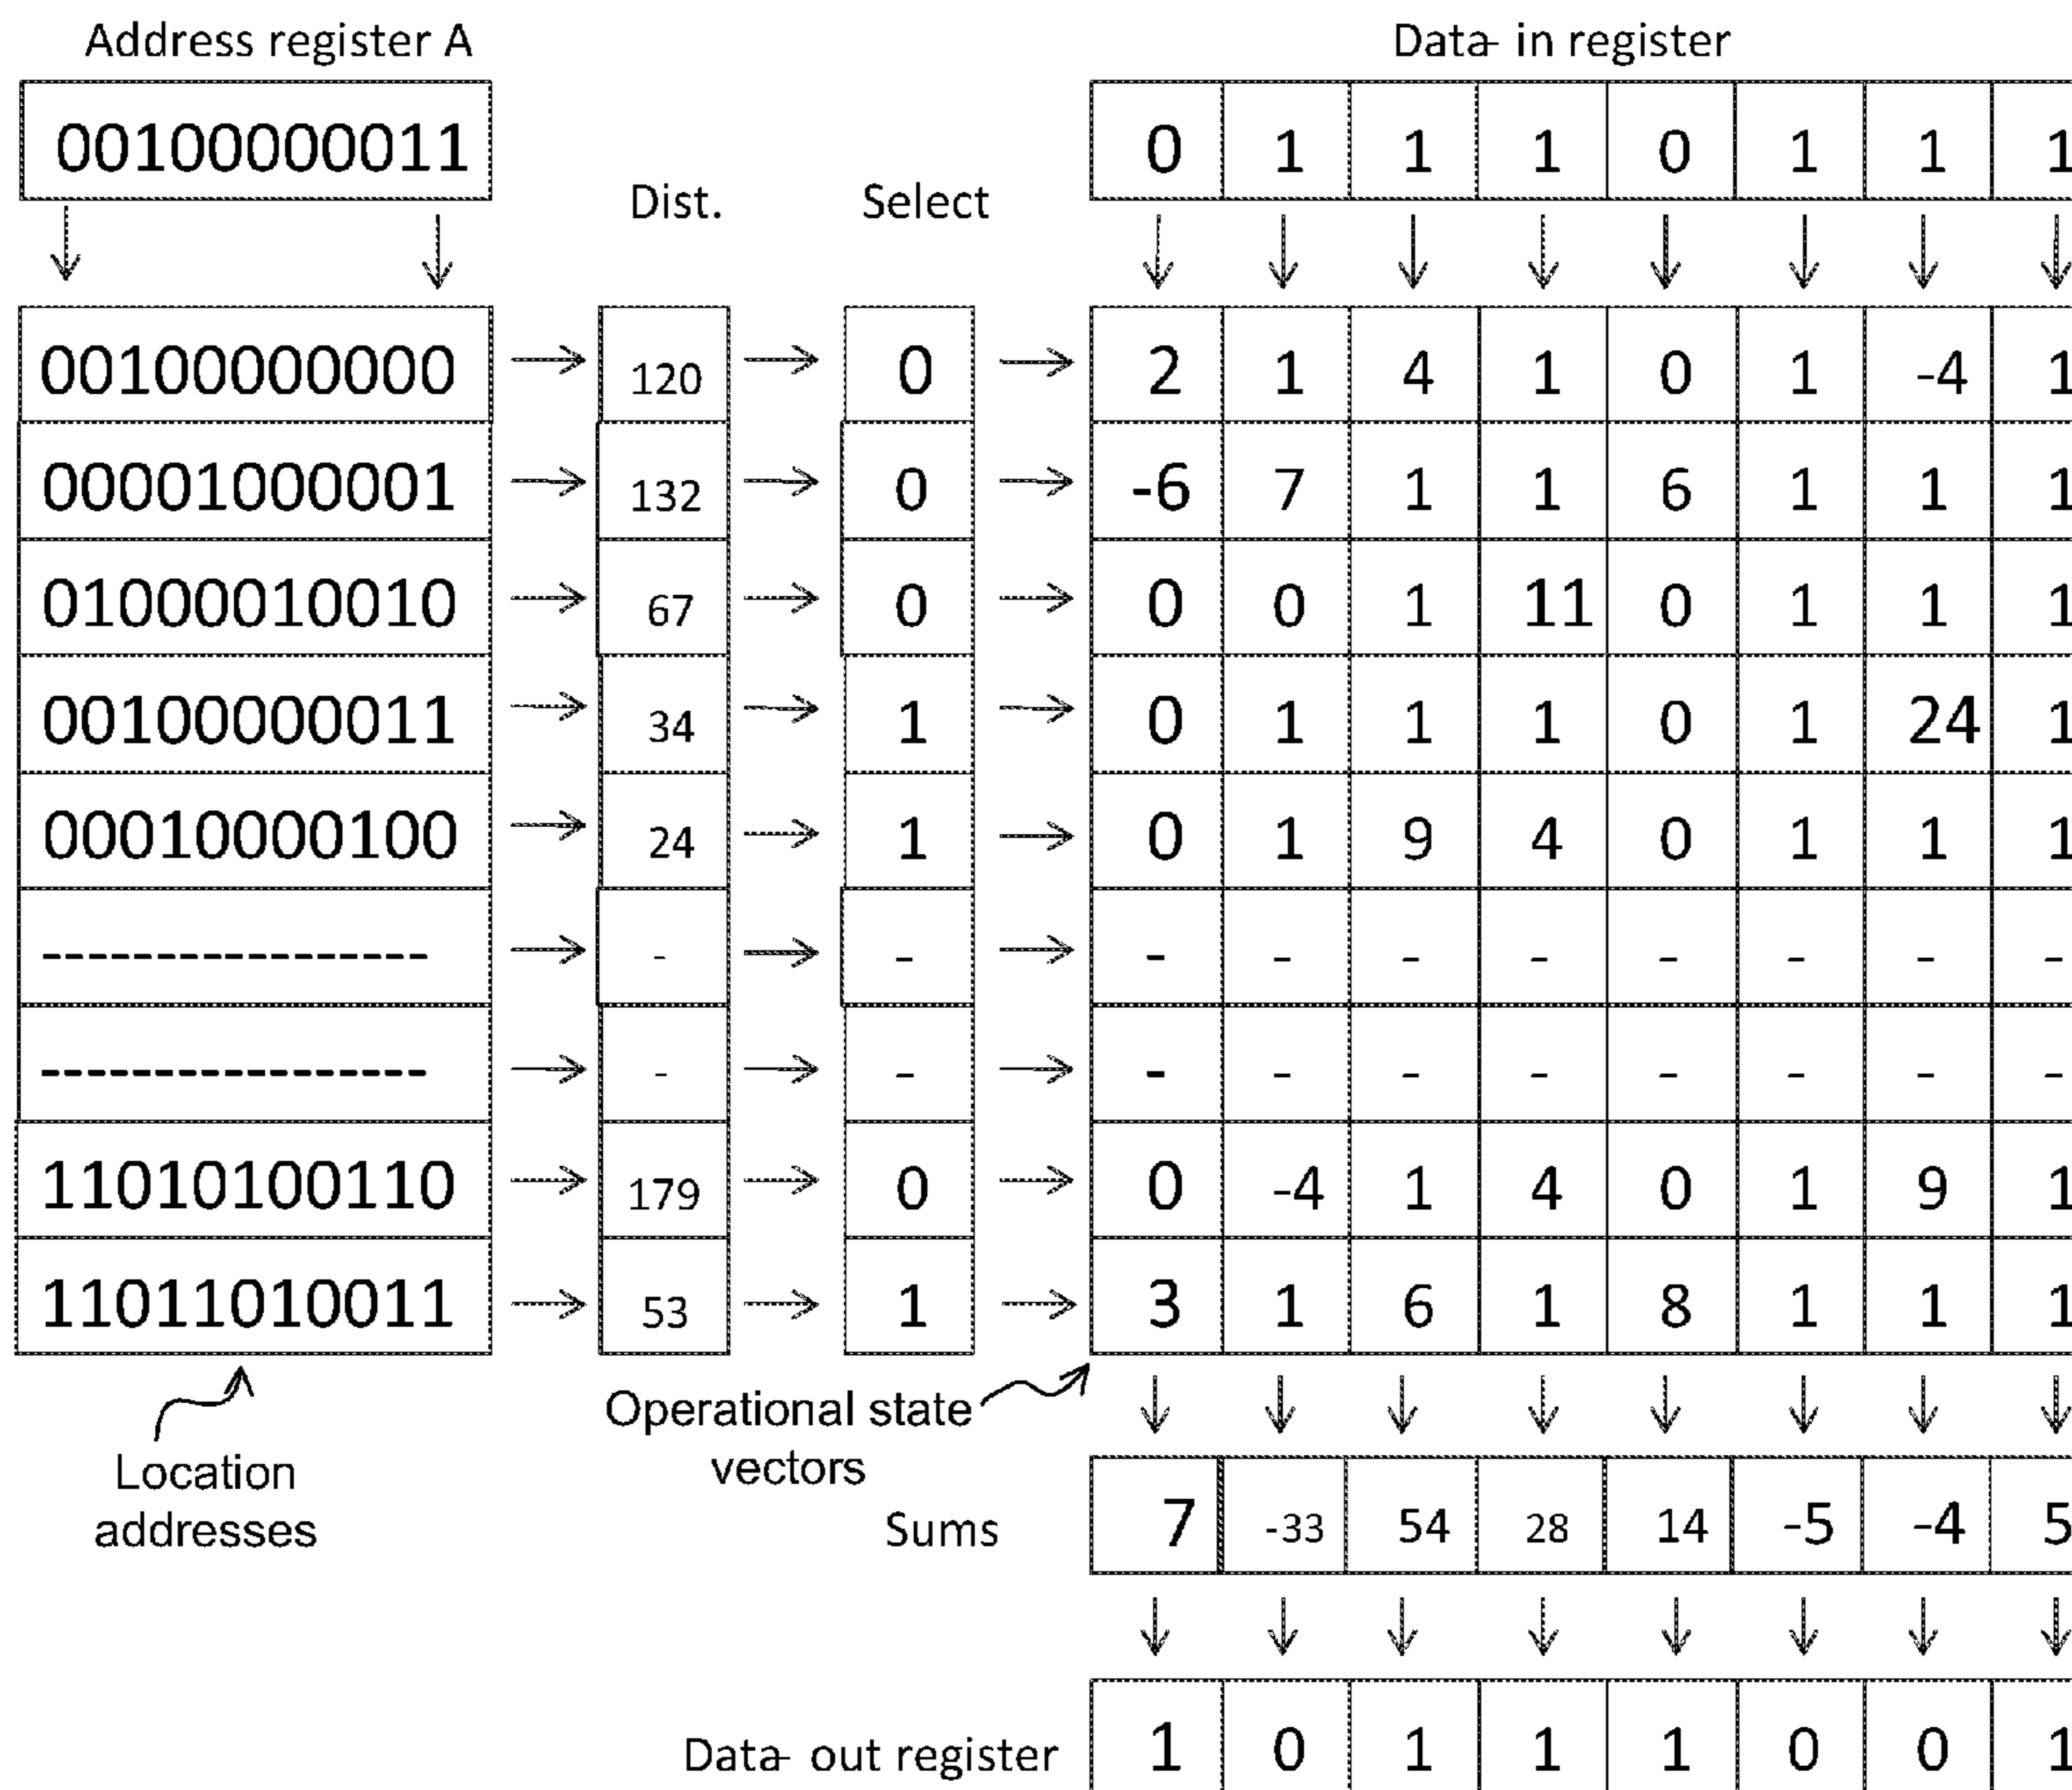 Address register A
Data- in register
00100000011
0 1 1 1 0 1 1 1
Dist. Select
00100000000 120 0 2 1 4 1 0 1 -4 1
00001000001 132 0 -6 7 1 1 6 1 1 1
01000010010 67 0 0 0 1 11 0 1 1 1
00100000011 34 1 0 1 1 1 0 1 24 1
00010000100 24 1 0 1 9 4 0 1 1 1
----------------- - - - - - - - - - -
----------------- - - - - - - - - - -
11010100110 179 0 0 -4 1 4 0 1 9 1
11011010011 53 1 3 1 6 1 8 1 1 1
Operational state
vectors
Location
addresses
Sums 7 -33 54 28 14 -5 -4 5
Data- out register 1 0 1 1 1 0 0 1